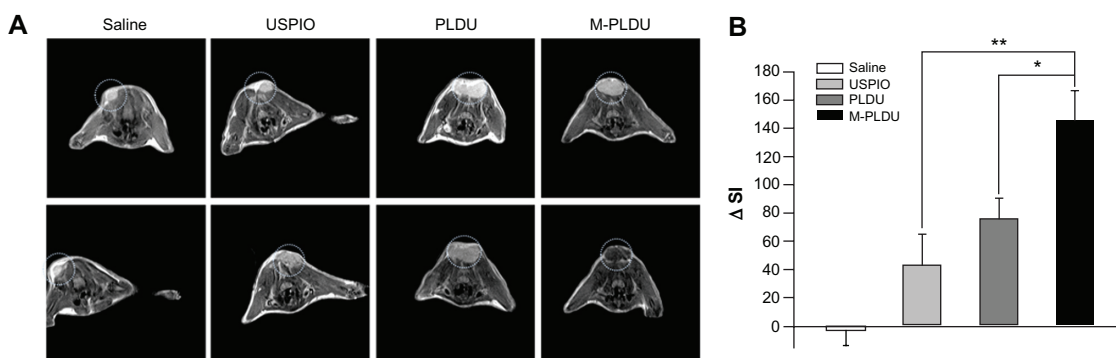 A
Saline
USPIO
PLDU
M-PLDU
B
**
*
Saline
USPIO
PLDU
M-PLDU
180
160
140
120
100
80
60
40
20
0
Δ SI